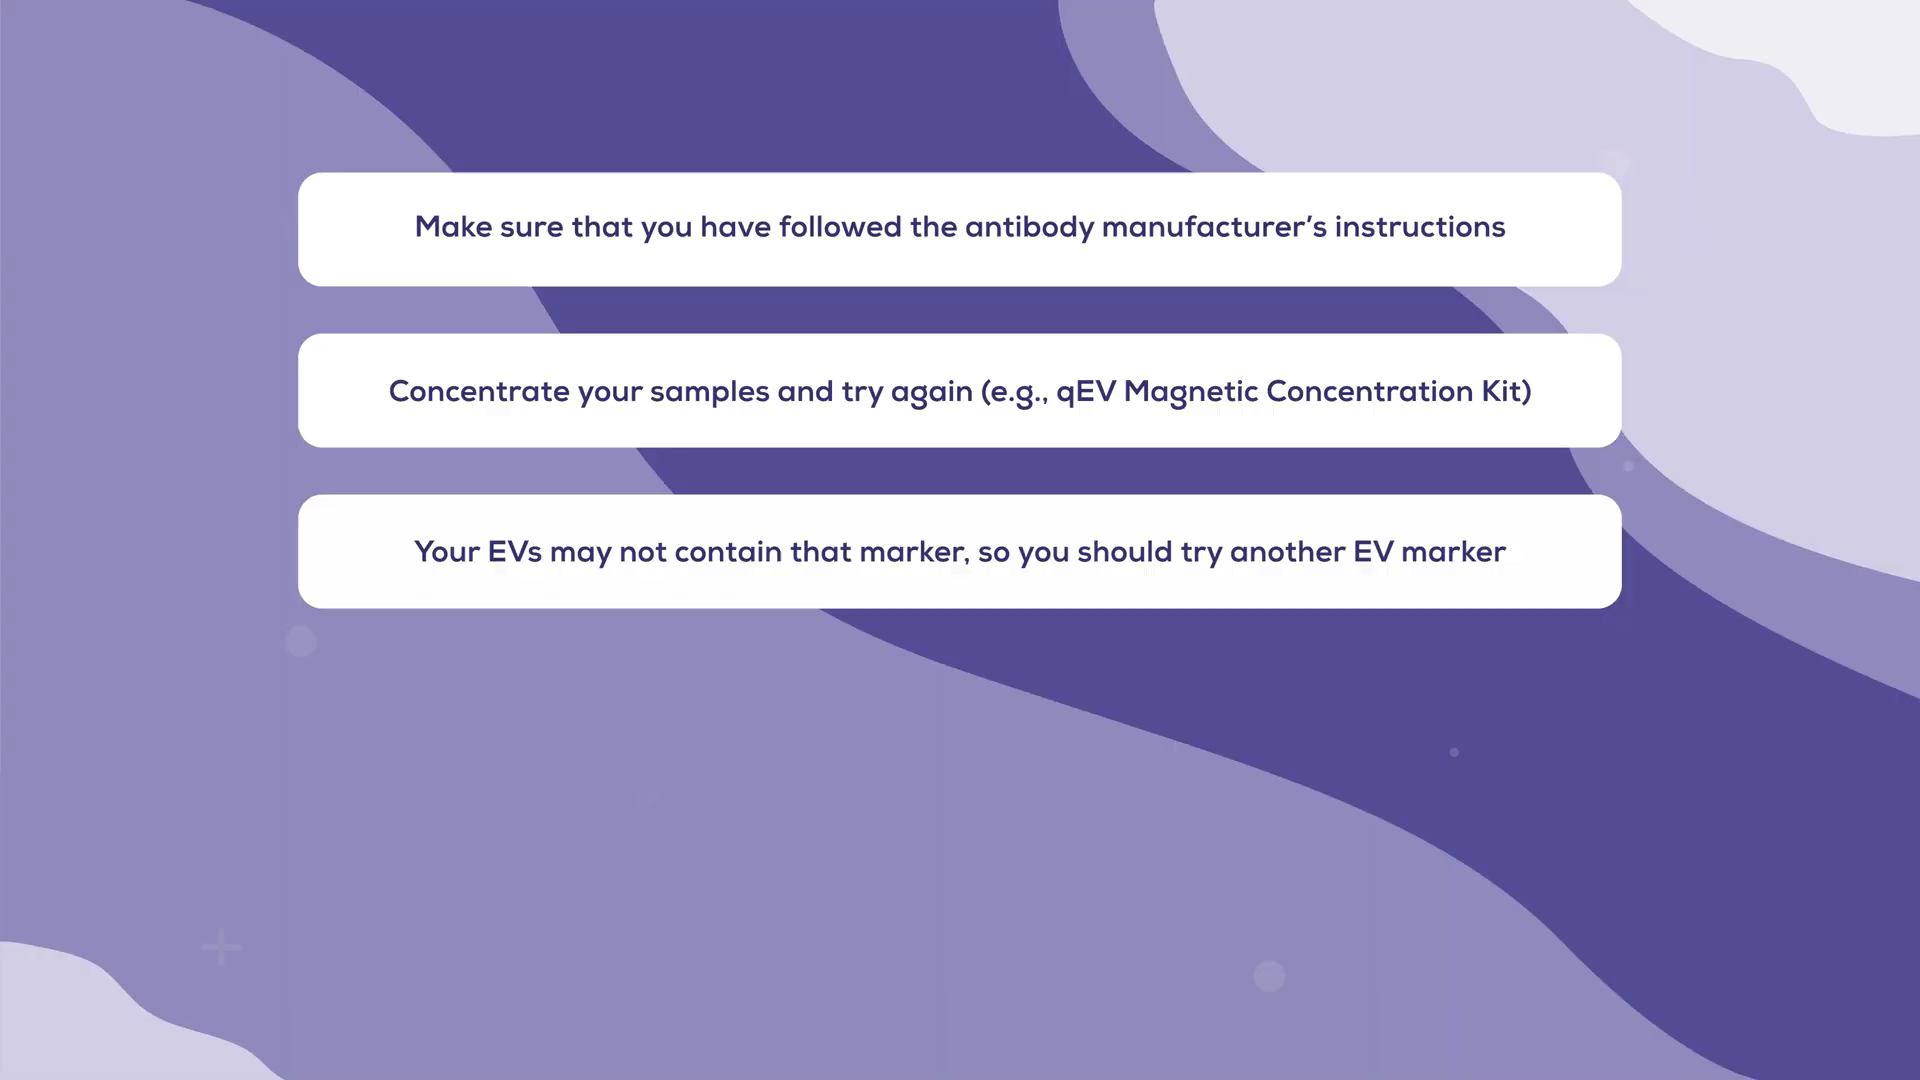 Make sure that you have followed the antibody manufacturer’s instructions
Concentrate your samples and try again (e.g., qEV Magnetic Concentration Kit)
Your EVs may not contain that marker, so you should try another EV marker